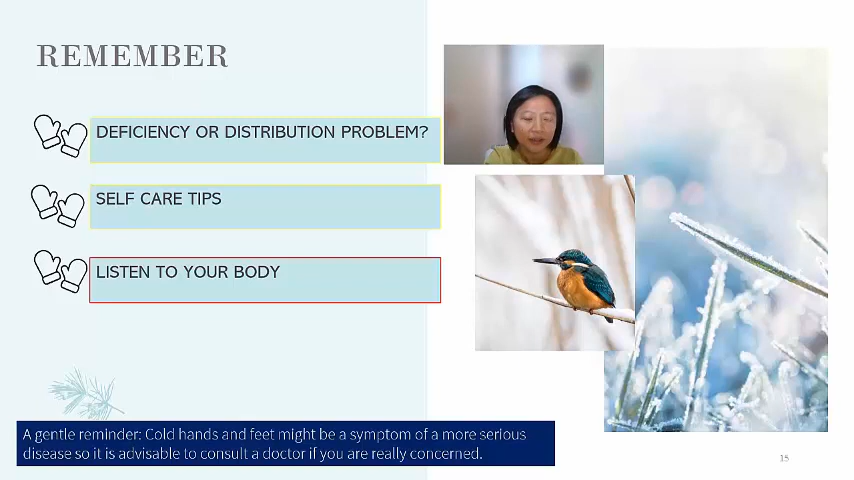 REMEMBER
DEFICIENCY OR DISTRIBUTION PROBLEM?
SELF CARE TIPS
LISTEN TO YOUR BODY
A gentle reminder: Cold hands and feet might be a symptom of a more serious
disease so it is advisable to consult a doctor if you are really concerned.
15